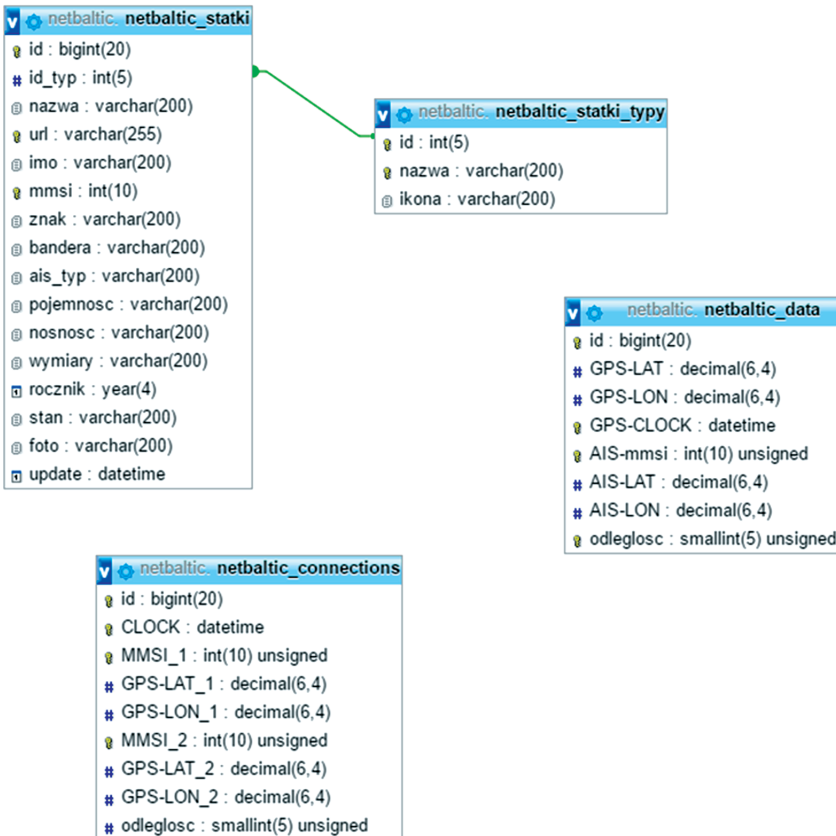 netbaltic. netbaltic_statki
id : bigint(20)
id_typ : int(5)
nazwa : varchar(200)
url : varchar(255)
imo : varchar(200)
mmsi : int(10)
znak : varchar(200)
bandera : varchar(200)
ais_typ : varchar(200)
pojemnosc : varchar(200)
nosnosc : varchar(200)
wymiary : varchar(200)
rocznik : year(4)
stan : varchar(200)
foto : varchar(200)
update : datetime
netbaltic. netbaltic_statki_typy
id : int(5)
nazwa : varchar(200)
ikona : varchar(200)
netbaltic. netbaltic_data
id : bigint(20)
GPS-LAT : decimal(6,4)
GPS-LON : decimal(6,4)
GPS-CLOCK : datetime
AIS-mmsi : int(10) unsigned
AIS-LAT : decimal(6,4)
AIS-LON : decimal(6,4)
odleglosc : smallint(5) unsigned
netbaltic. netbaltic_connections
id : bigint(20)
CLOCK : datetime
MMSI_1 : int(10) unsigned
GPS-LAT_1 : decimal(6,4)
GPS-LON_1 : decimal(6,4)
MMSI_2 : int(10) unsigned
GPS-LAT_2 : decimal(6,4)
GPS-LON_2 : decimal(6,4)
odleglosc : smallint(5) unsigned